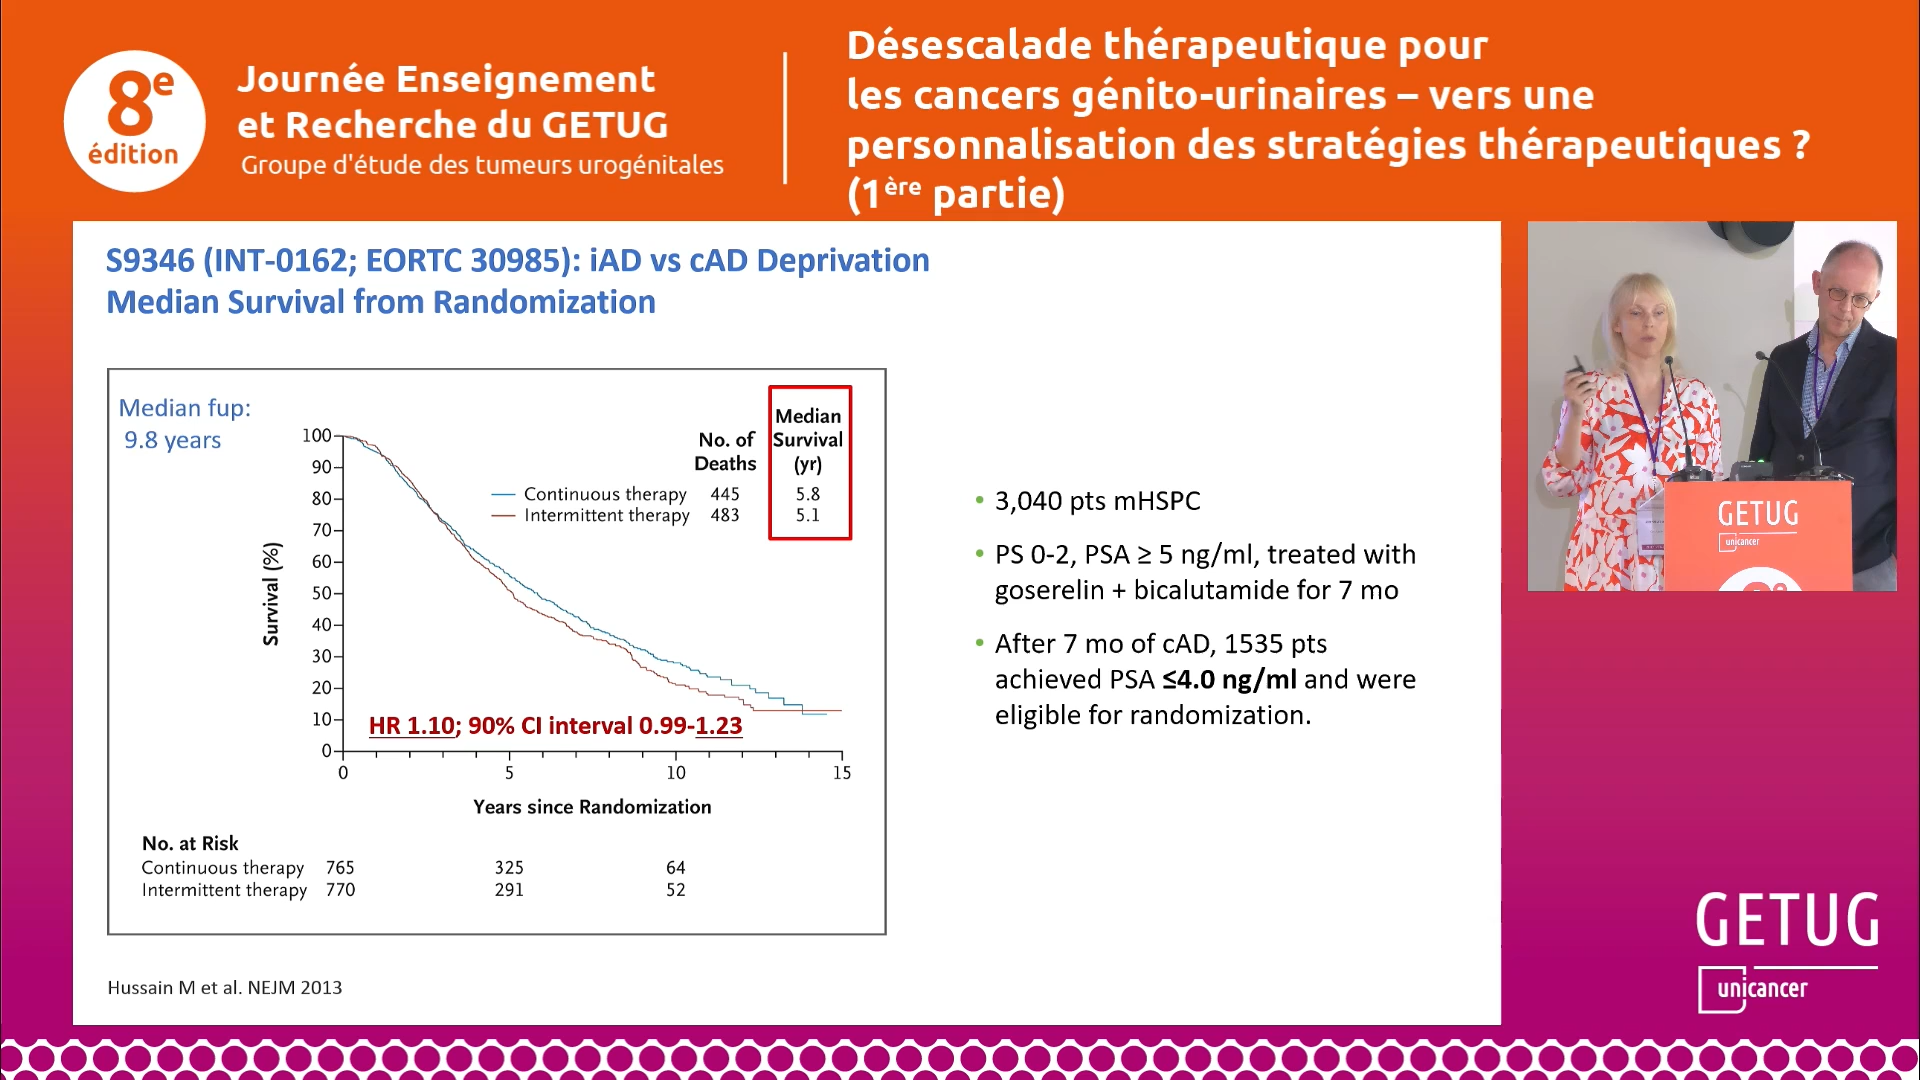 8e
édition
Journée Enseignement
et Recherche du GETUG
Groupe d'étude des tumeurs urogénitales
Désescalade thérapeutique pour
les cancers génito-urinaires – vers une
personnalisation des stratégies thérapeutiques ?
(1ère partie)
S9346 (INT-0162; EORTC 30985): iAD vs cAD Deprivation
Median Survival from Randomization
Median fup:
9.8 years
No. of
Deaths
Median
Survival
(yr)
Continuous therapy 445 5.8
Intermittent therapy 483 5.1
Survival (%)
100
90
80
70
60
50
40
30
20
10
0
HR 1.10; 90% CI interval 0.99-1.23
0 5 10 15
Years since Randomization
No. at Risk
Continuous therapy 765 325 64
Intermittent therapy 770 291 52
• 3,040 pts mHSPC
• PS 0-2, PSA ≥ 5 ng/ml, treated with
goserelin + bicalutamide for 7 mo
• After 7 mo of cAD, 1535 pts
achieved PSA ≤4.0 ng/ml and were
eligible for randomization.
Hussain M et al. NEJM 2013
GETUG
unicancer
GETUG
unicancer